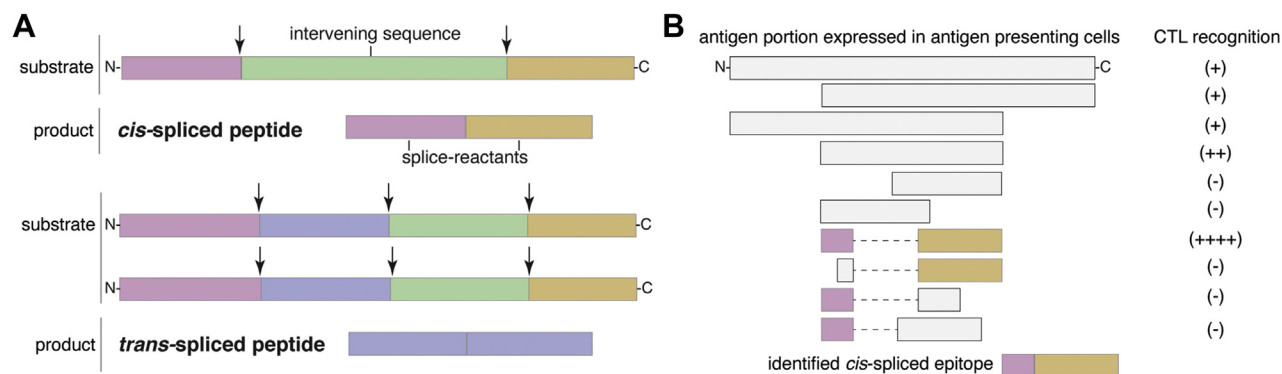 A
intervening sequence
substrate N- -C
product cis-spliced peptide
splice-reactants
substrate N- -C
N- -C
product trans-spliced peptide
B
antigen portion expressed in antigen presenting cells CTL recognition
N- -C (+)
(+)
(+)
(++)
(-)
(-)
(++++)
(-)
(-)
(-)
identified cis-spliced epitope